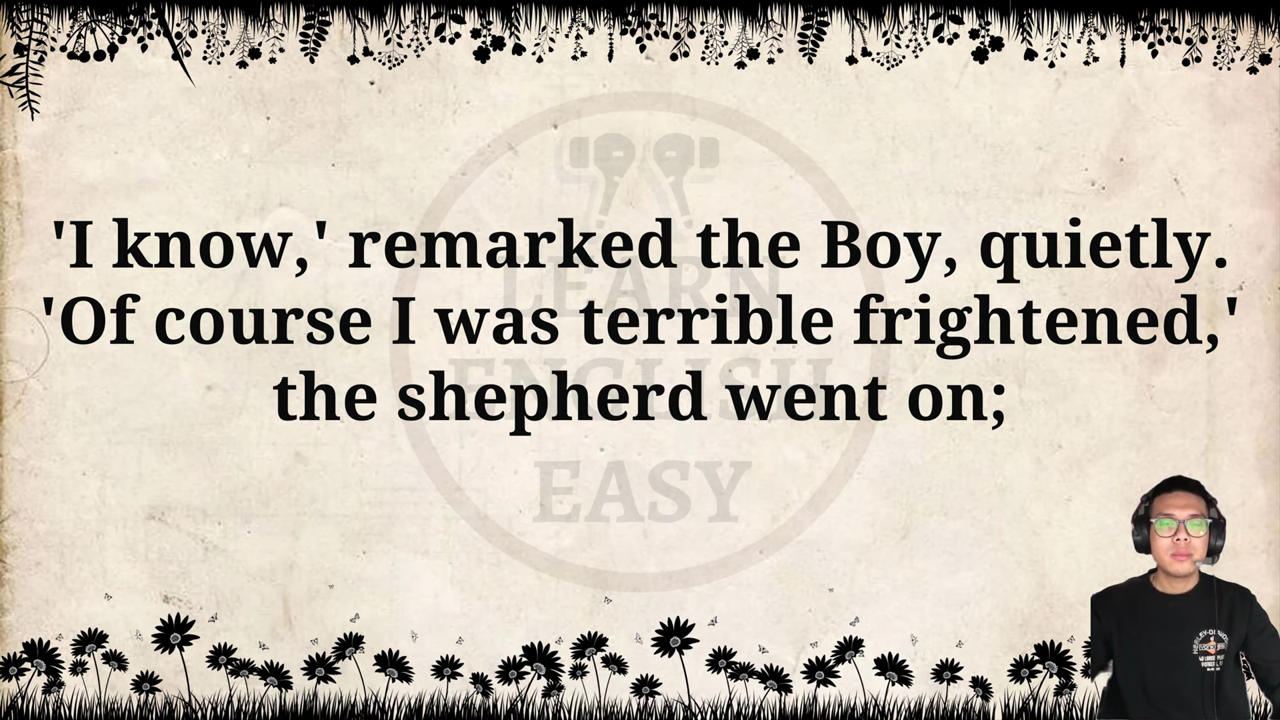 'I know,' remarked the Boy, quietly.
'Of course I was terrible frightened,'
the shepherd went on;
LEARN
ENGLISH
EASY